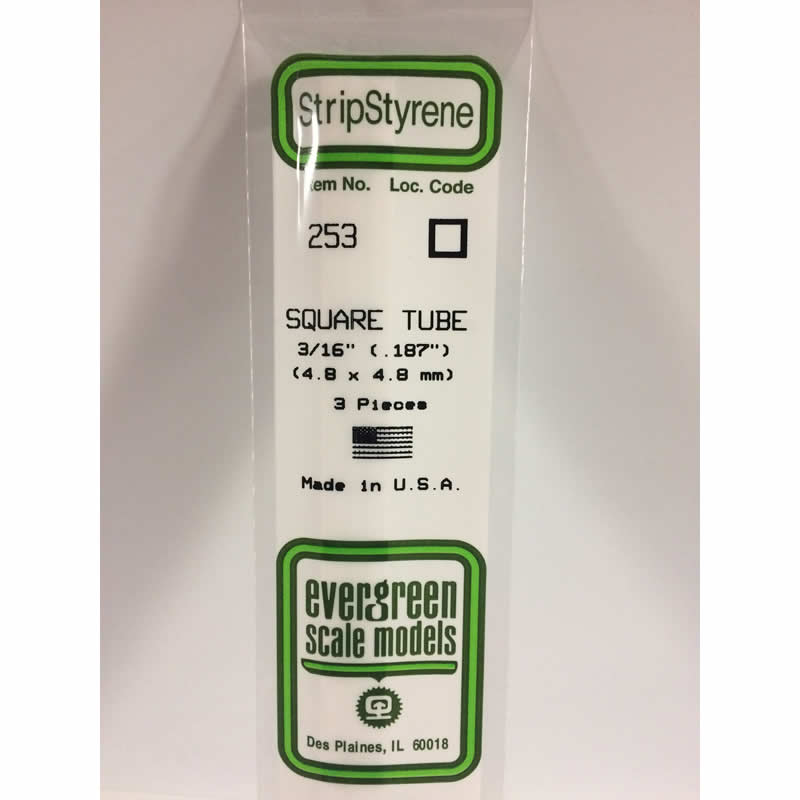 StripStyrene
Item No. Loc. Code
253
SQUARE TUBE
3/16" (.187")
(4.8 x 4.8 mm)
3 Pieces
Made in U.S.A.
evergreen
scale models
Des Plaines, IL 60018